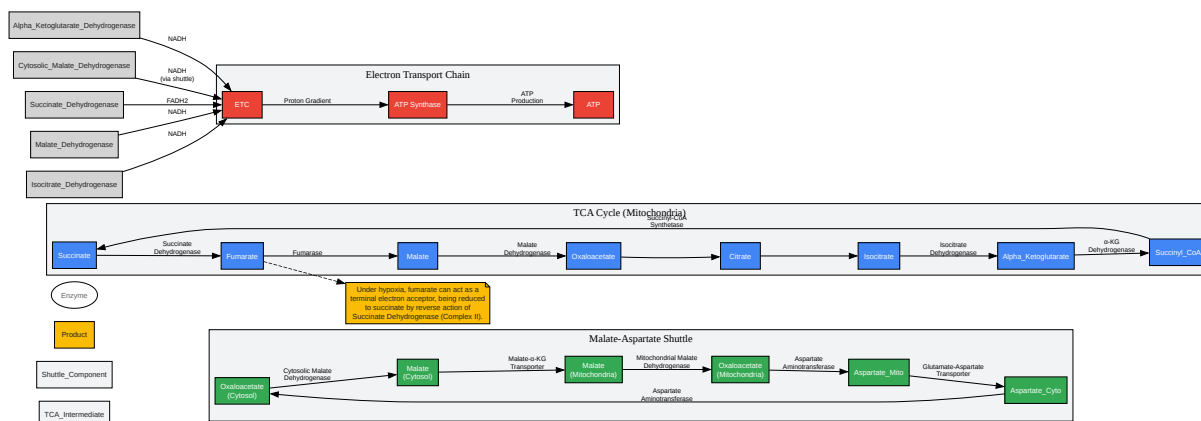 Alpha_Ketoglutarate_Dehydrogenase
NADH
Cytosolic_Malate_Dehydrogenase
NADH
(via shuttle)
Succinate_Dehydrogenase
FADH2
NADH
Malate_Dehydrogenase
NADH
Isocitrate_Dehydrogenase
Electron Transport Chain
ETC
Proton Gradient
ATP Synthase
ATP
Production
ATP
TCA Cycle (Mitochondria)
Succinyl-CoA
Synthetase
Succinate
Succinate
Dehydrogenase
Fumarate
Fumarase
Malate
Malate
Dehydrogenase
Oxaloacetate
Citrate
Isocitrate
Isocitrate
Dehydrogenase
Alpha_Ketoglutarate
α-KG
Dehydrogenase
Succinyl_CoA
Under hypoxia, fumarate can act as a
terminal electron acceptor, being reduced
to succinate by reverse action of
Succinate Dehydrogenase (Complex II).
Enzyme
Product
Shuttle_Component
TCA_Intermediate
Malate-Aspartate Shuttle
Oxaloacetate
(Cytosol)
Cytosolic Malate
Dehydrogenase
Malate
(Cytosol)
Malate-α-KG
Transporter
Malate
(Mitochondria)
Mitochondrial Malate
Dehydrogenase
Oxaloacetate
(Mitochondria)
Aspartate
Aminotransferase
Aspartate_Mito
Glutamate-Aspartate
Transporter
Aspartate_Cyto
Aspartate
Aminotransferase